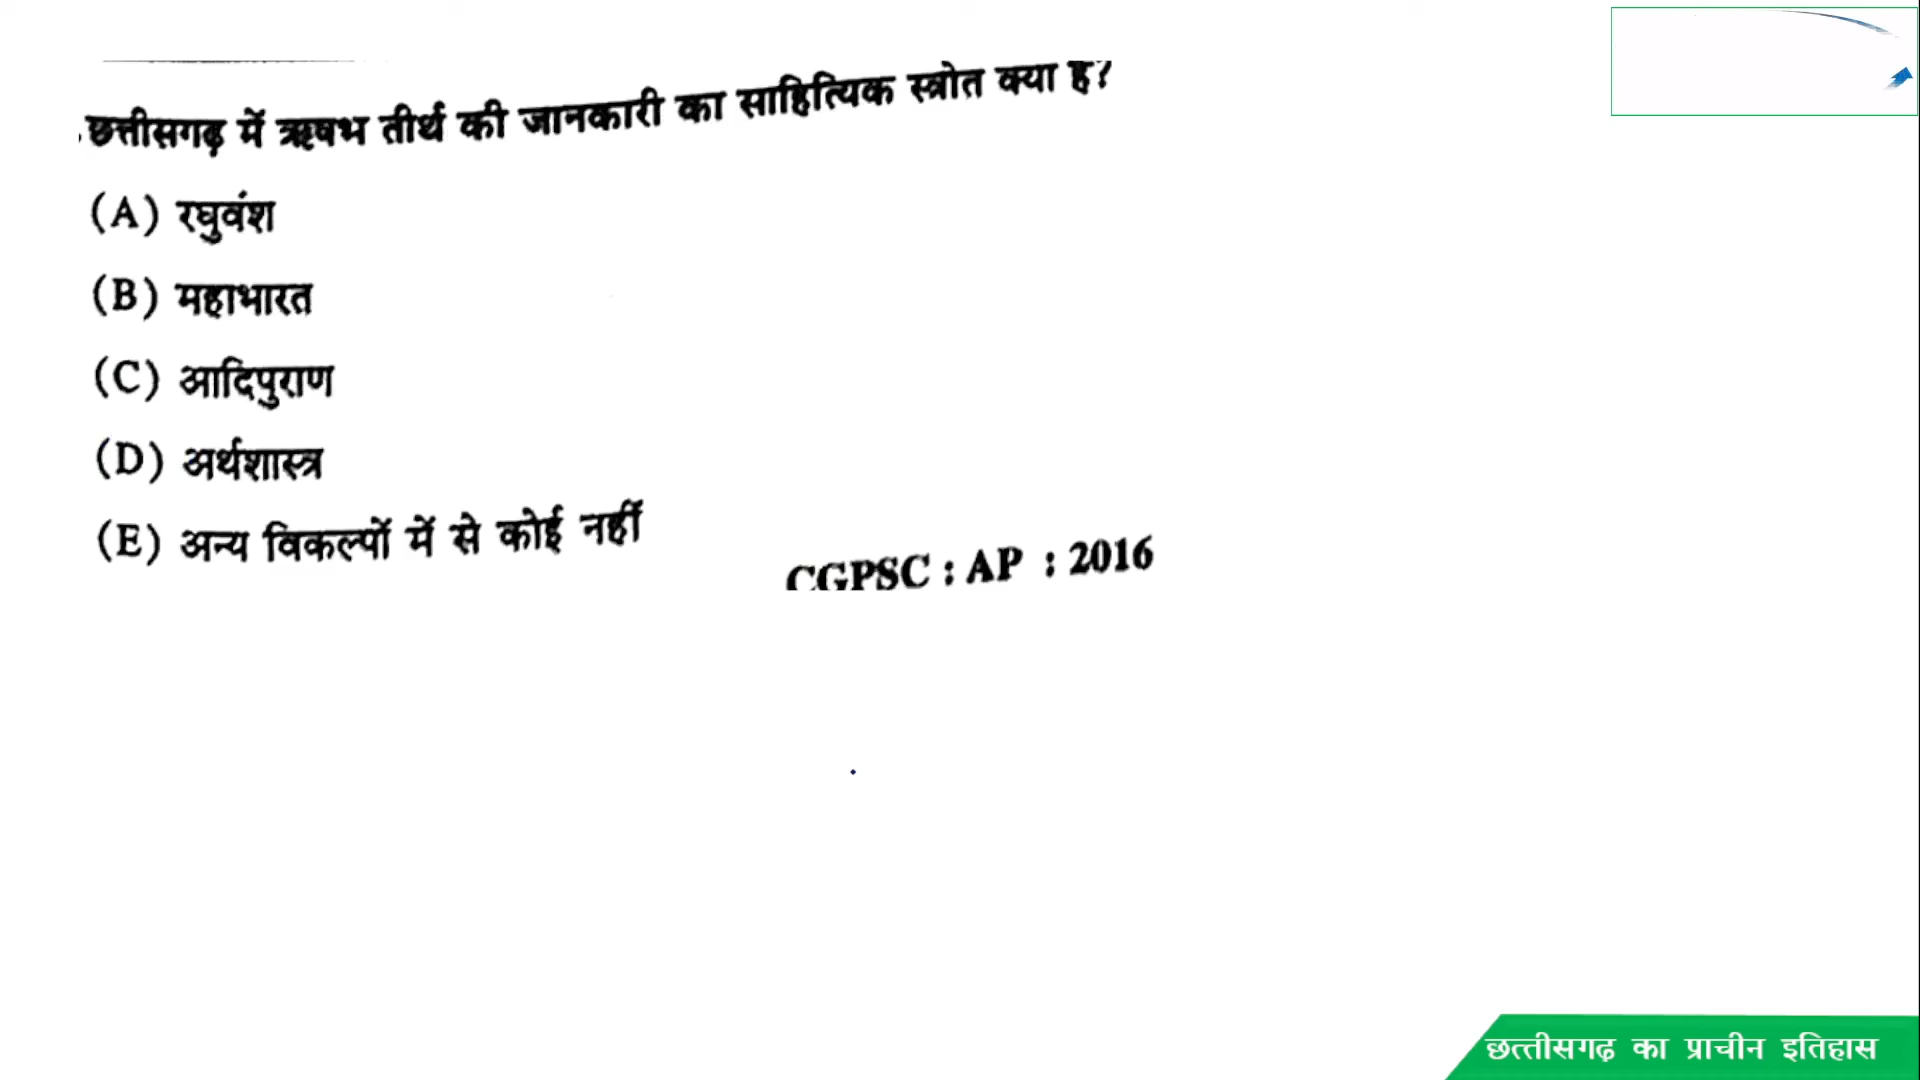 छत्तीसगढ़ में ऋषभ तीर्थ की जानकारी का साहित्यिक स्त्रोत क्या है?
(A) रघुवंश
(B) महाभारत
(C) आदिपुराण
(D) अर्थशास्त्र
(E) अन्य विकल्पों में से कोई नहीं
CGPSC : AP : 2016
छत्तीसगढ़ का प्राचीन इतिहास